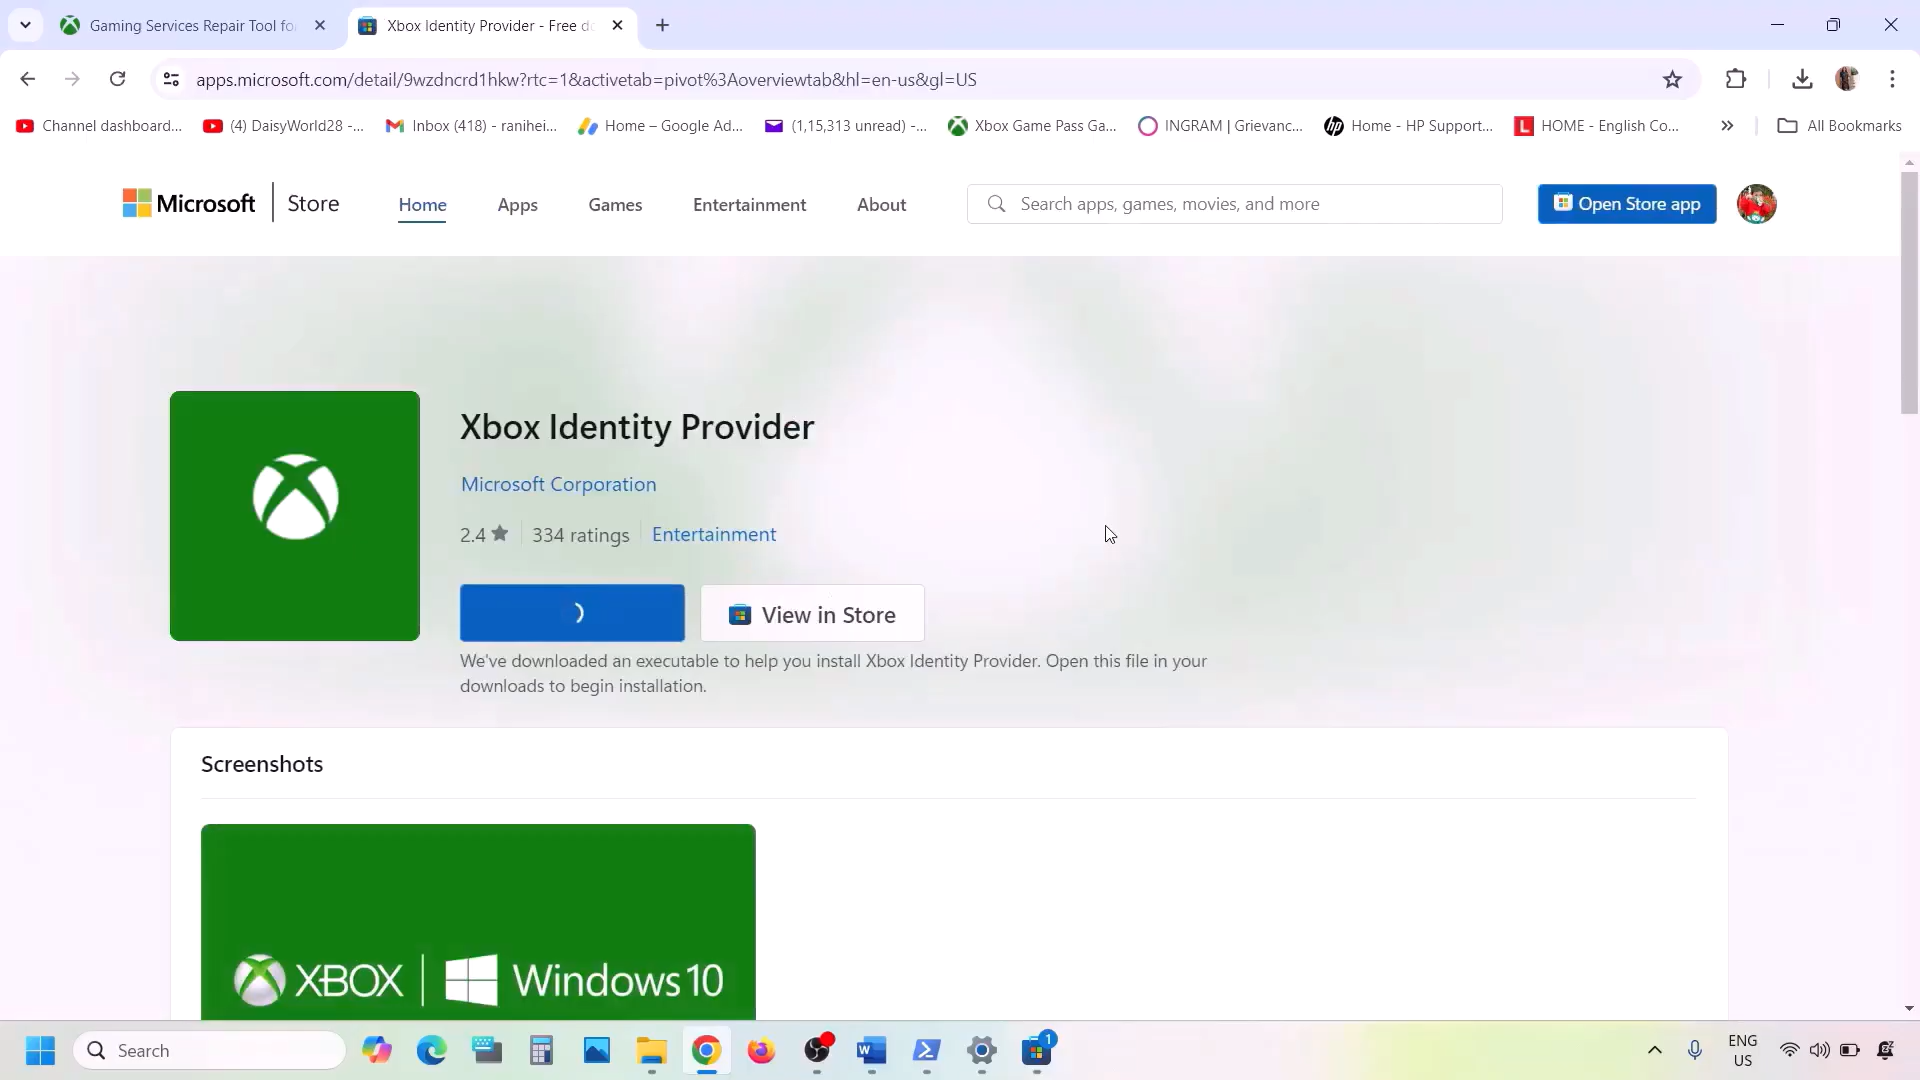 Gaming Services Repair Tool fo
Xbox Identity Provider - Free do
apps.microsoft.com/detail/9wzdncrd1hkw?rtc=1&activetab=pivot%3Aoverviewtab&hl=en-us&gl=US
Channel dashboard...
(4) DaisyWorld28 -...
Inbox (418) - ranihei...
Home – Google Ad...
(1,15,313 unread) -...
Xbox Game Pass Ga...
INGRAM | Grievanc...
Home - HP Support...
HOME - English Co...
All Bookmarks
Microsoft
Store
Home
Apps
Games
Entertainment
About
Search apps, games, movies, and more
Open Store app
Xbox Identity Provider
Microsoft Corporation
2.4
334 ratings
Entertainment
View in Store
We've downloaded an executable to help you install Xbox Identity Provider. Open this file in your
downloads to begin installation.
Screenshots
XBOX
Windows 10
Search
1
ENG
US